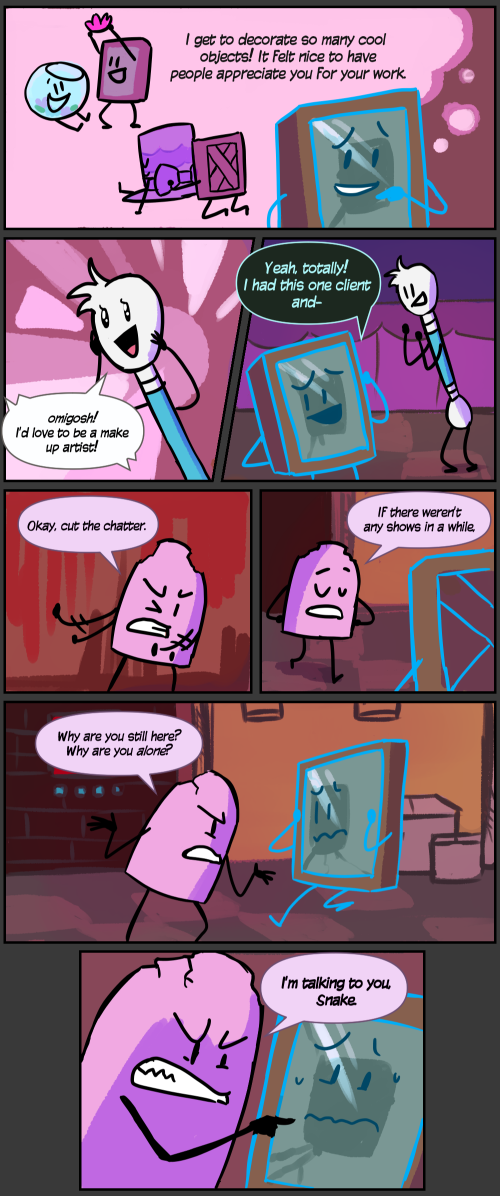 I get to decorate so many cool
objects! It felt nice to have
people appreciate you for your work.
omigosh!
I'd love to be a make
up artist!
Yeah, totally!
I had this one client
and-
Okay, cut the chatter.
If there weren't
any shows in a while,
Why are you still here?
Why are you alone?
I'm talking to you,
Snake.